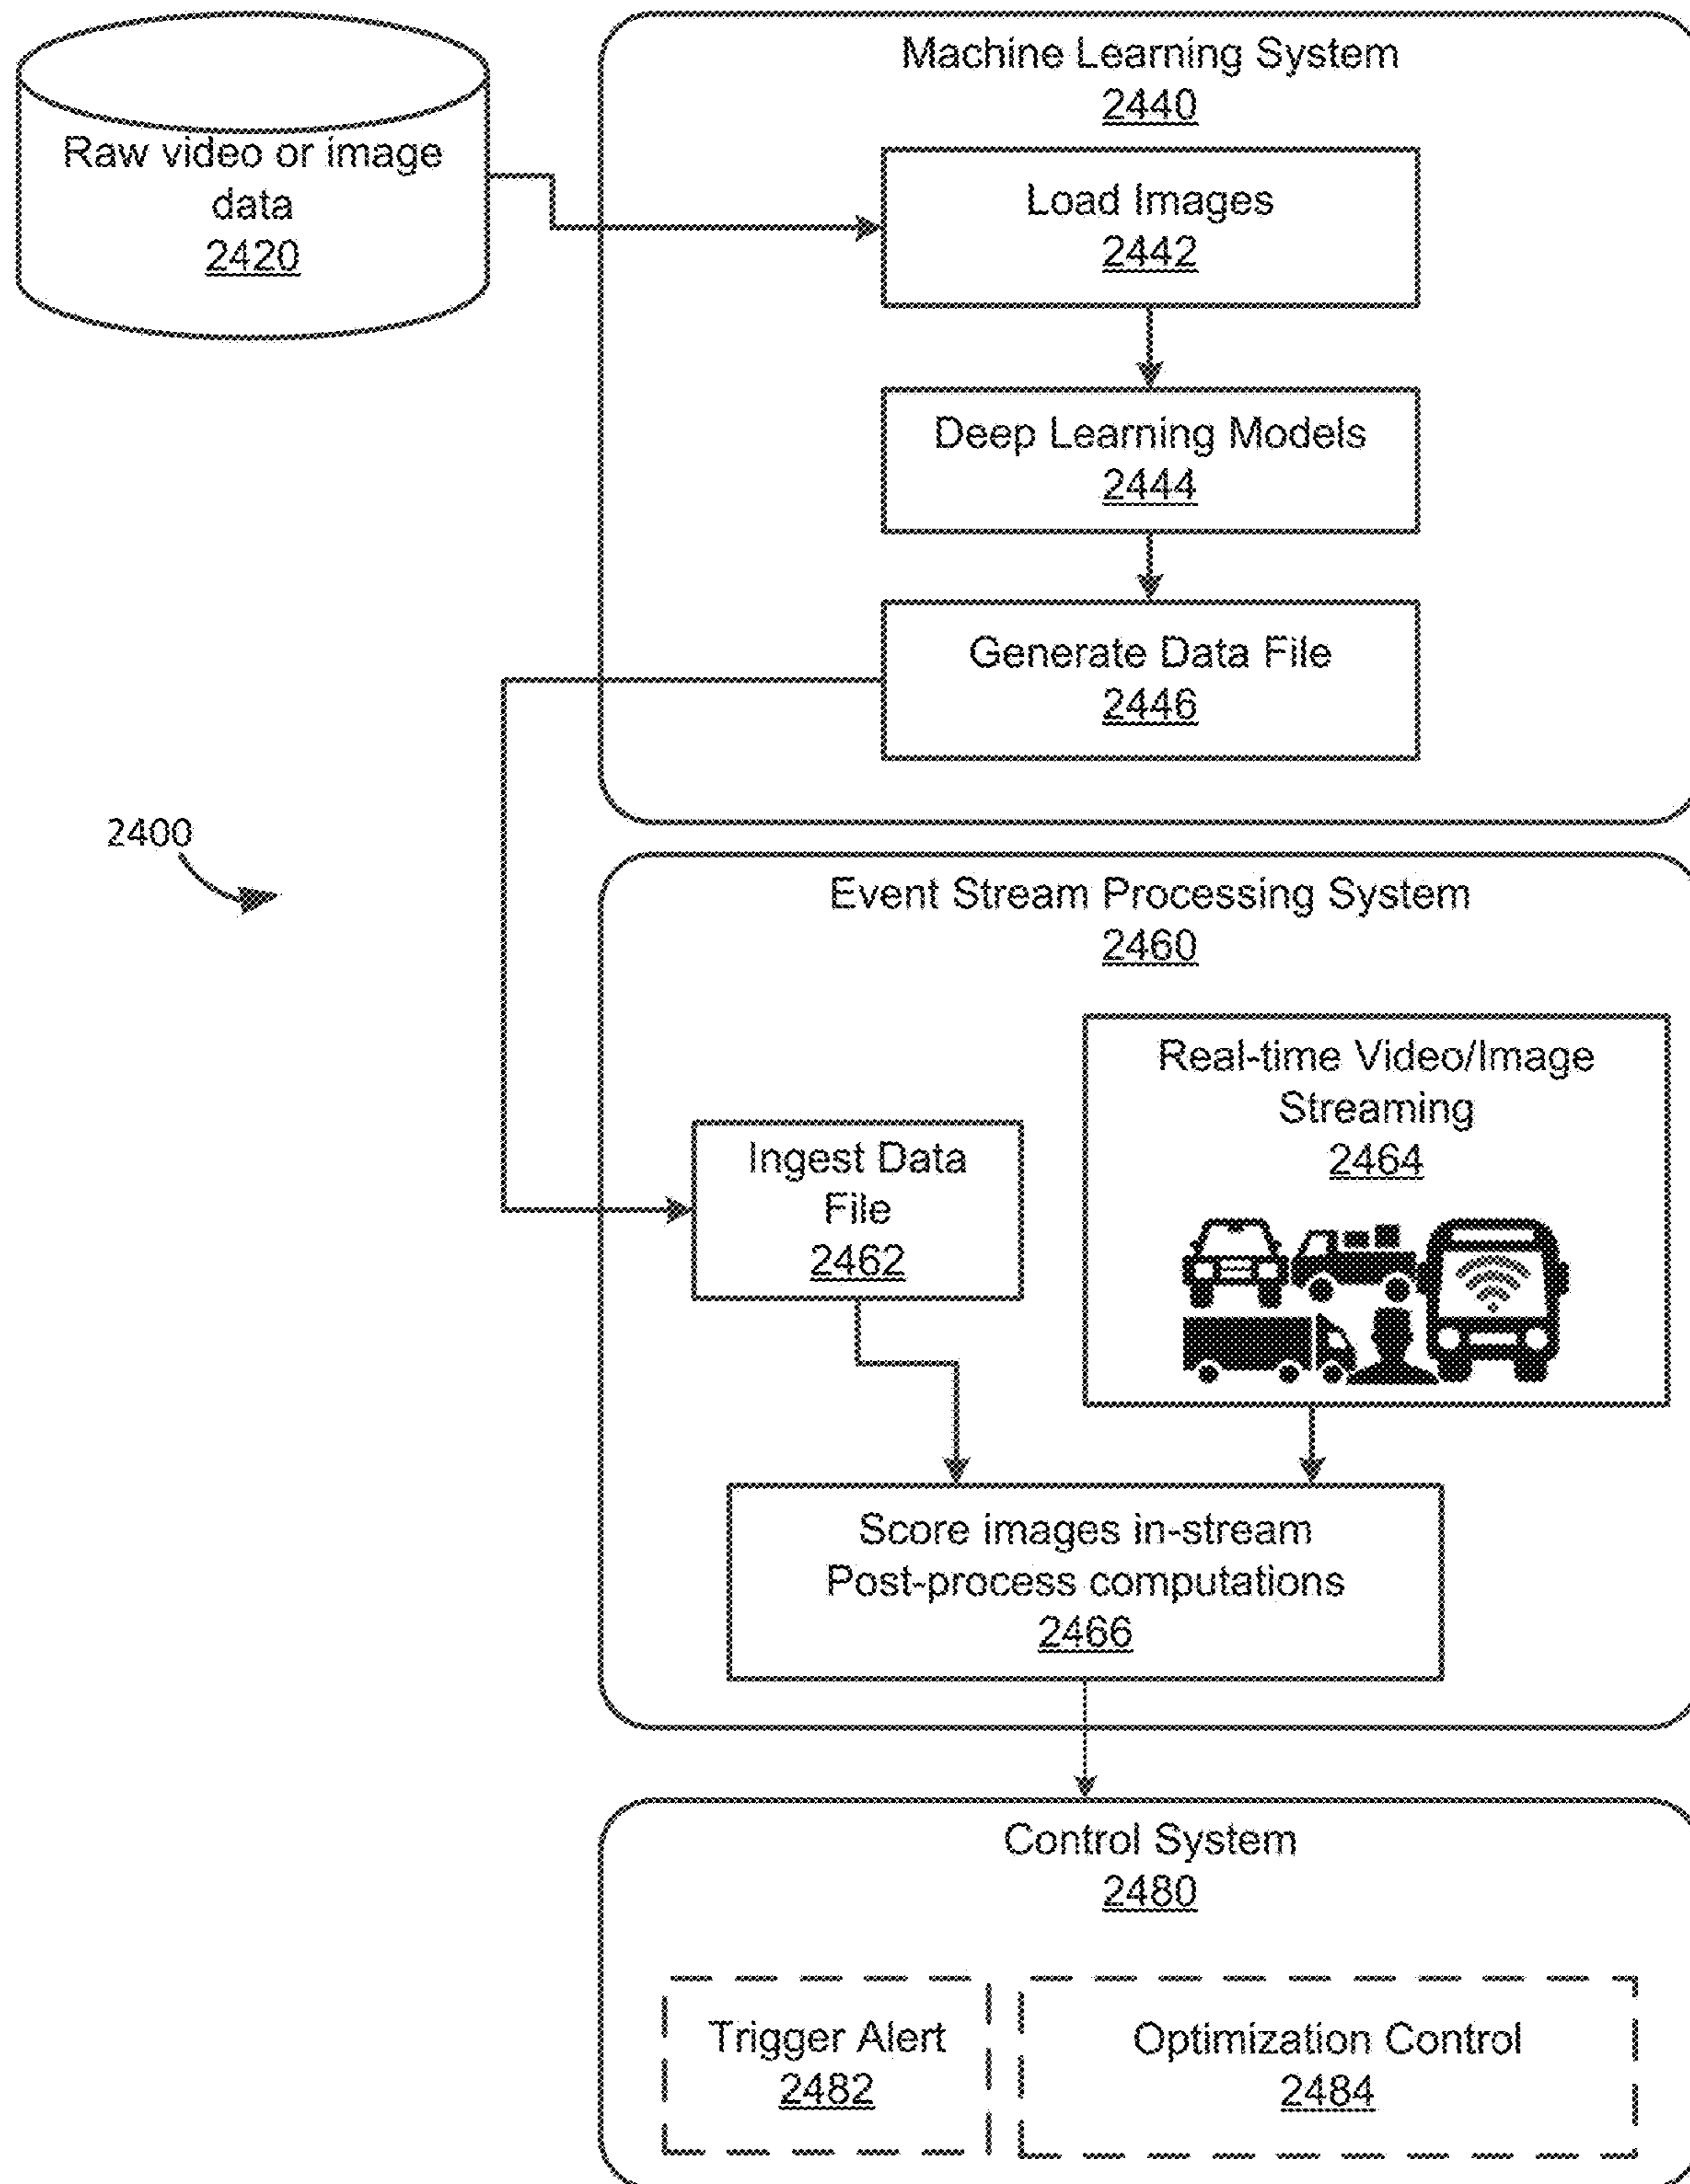 Raw video or image
data
2420
Machine Learning System
2440
Load Images
2442
Deep Learning Models
2444
Generate Data File
2446
2400
Event Stream Processing System
2460
Real-time Video/Image
Streaming
2464
Ingest Data
File
2462
Score images in-stream
Post-process computations
2466
Control System
2480
Trigger Alert
2482
Optimization Control
2484